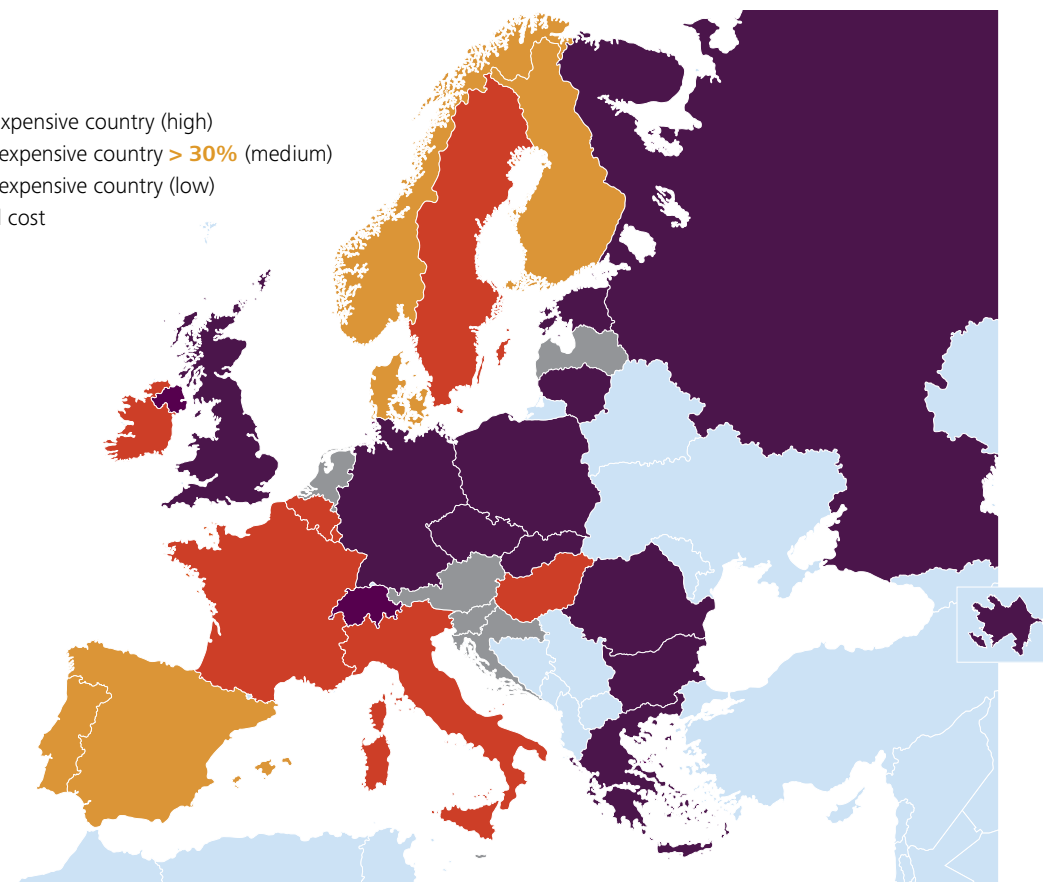 xpensive country (high)
expensive country > 30% (medium)
expensive country (low)
cost